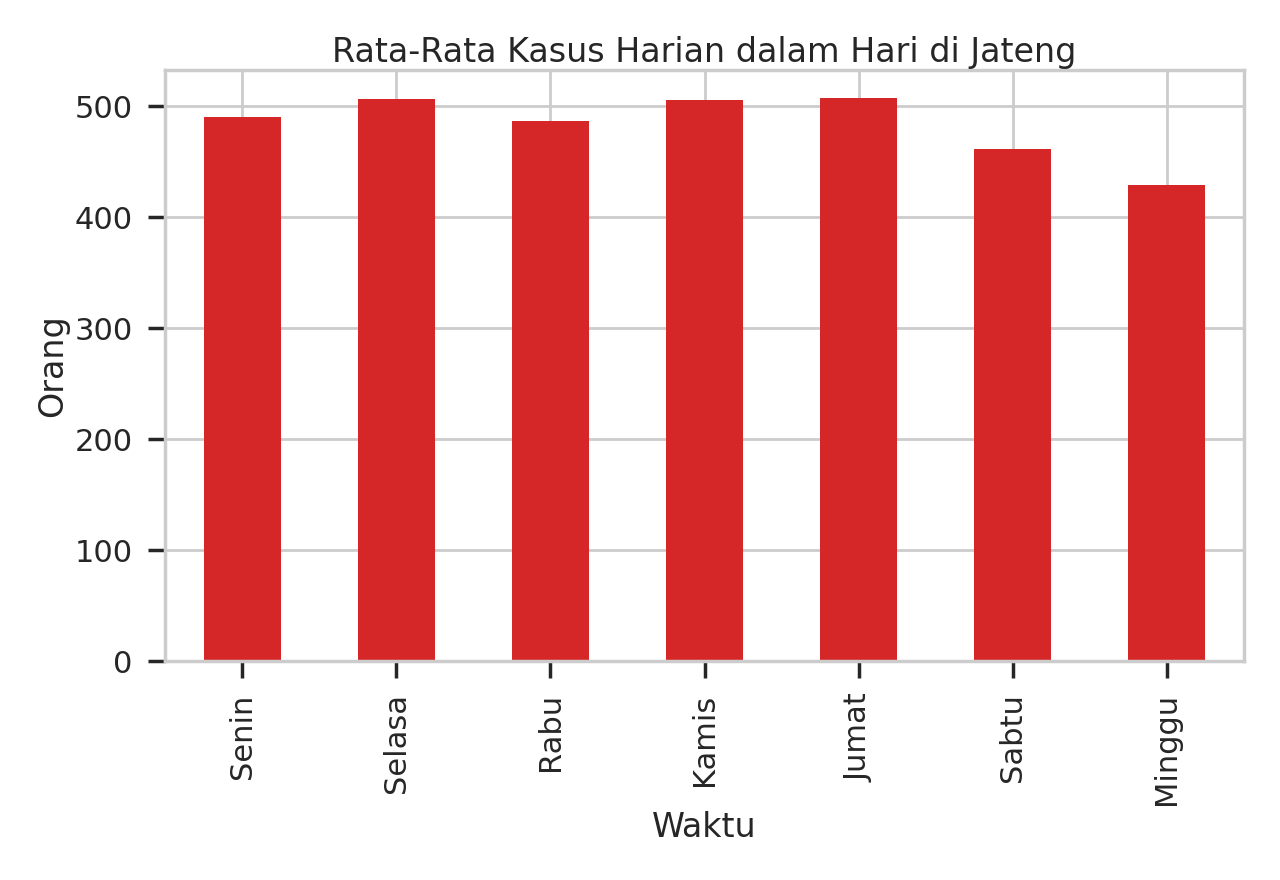 Rata-Rata Kasus Harian dalam Hari di Jateng
500
400
300
200
100
0
Orang
Senin
Selasa
Rabu
Kamis
Jumat
Sabtu
Minggu
Waktu